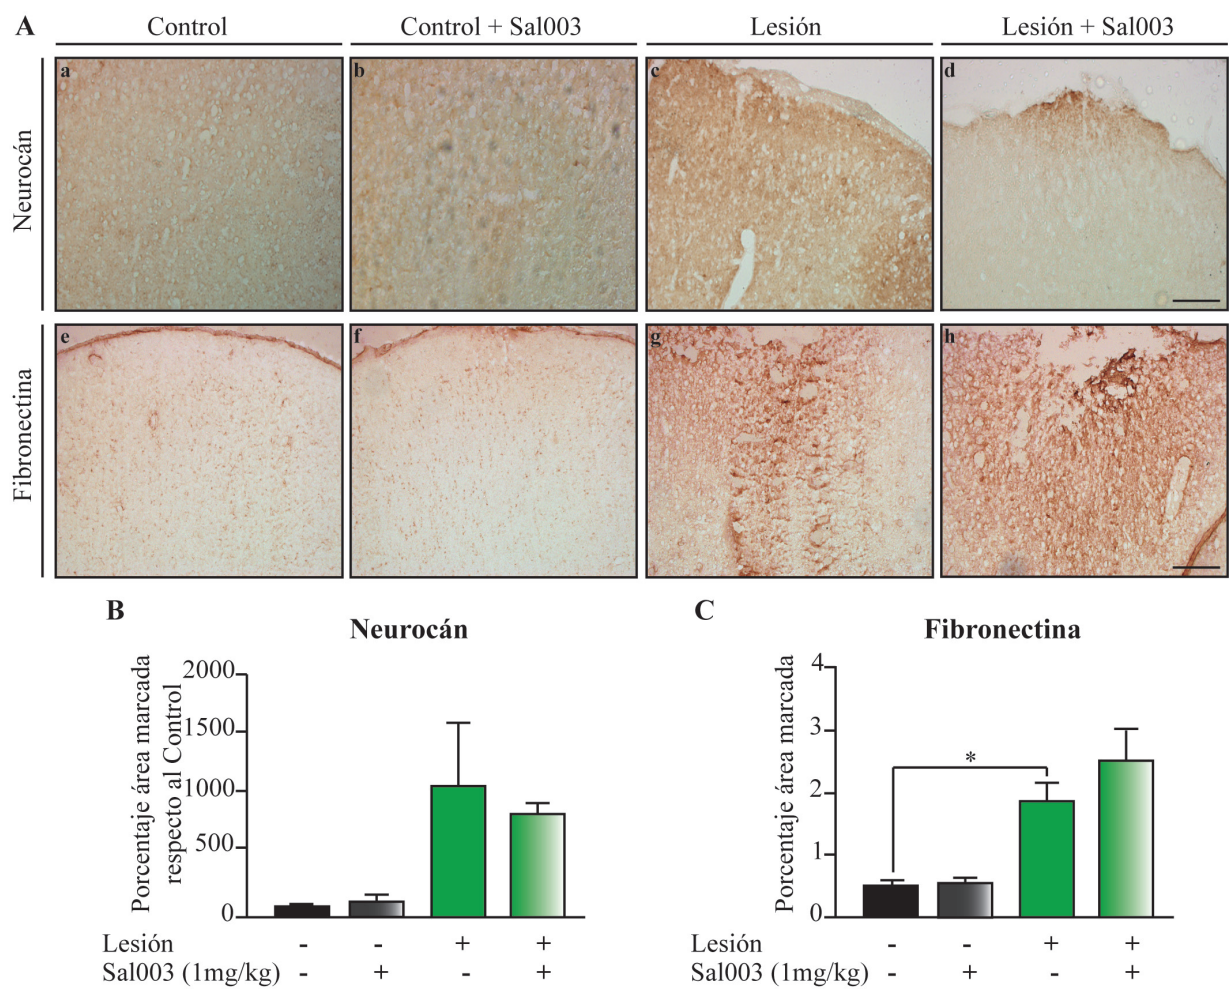 A
Control
Control + Sal003
Lesión
Lesión + Sal003
Neurocán
a
b
c
d
Fibronectina
e
f
g
h
B
Neurocán
Porcentaje área marcada
respecto al Control
2000
1500
1000
500
0
Lesión - - + +
Sal003 (1mg/kg) - + - +
C
Fibronectina
Porcentaje área marcada
4
3
2
1
0
*
Lesión - - + +
Sal003 (1mg/kg) - + - +